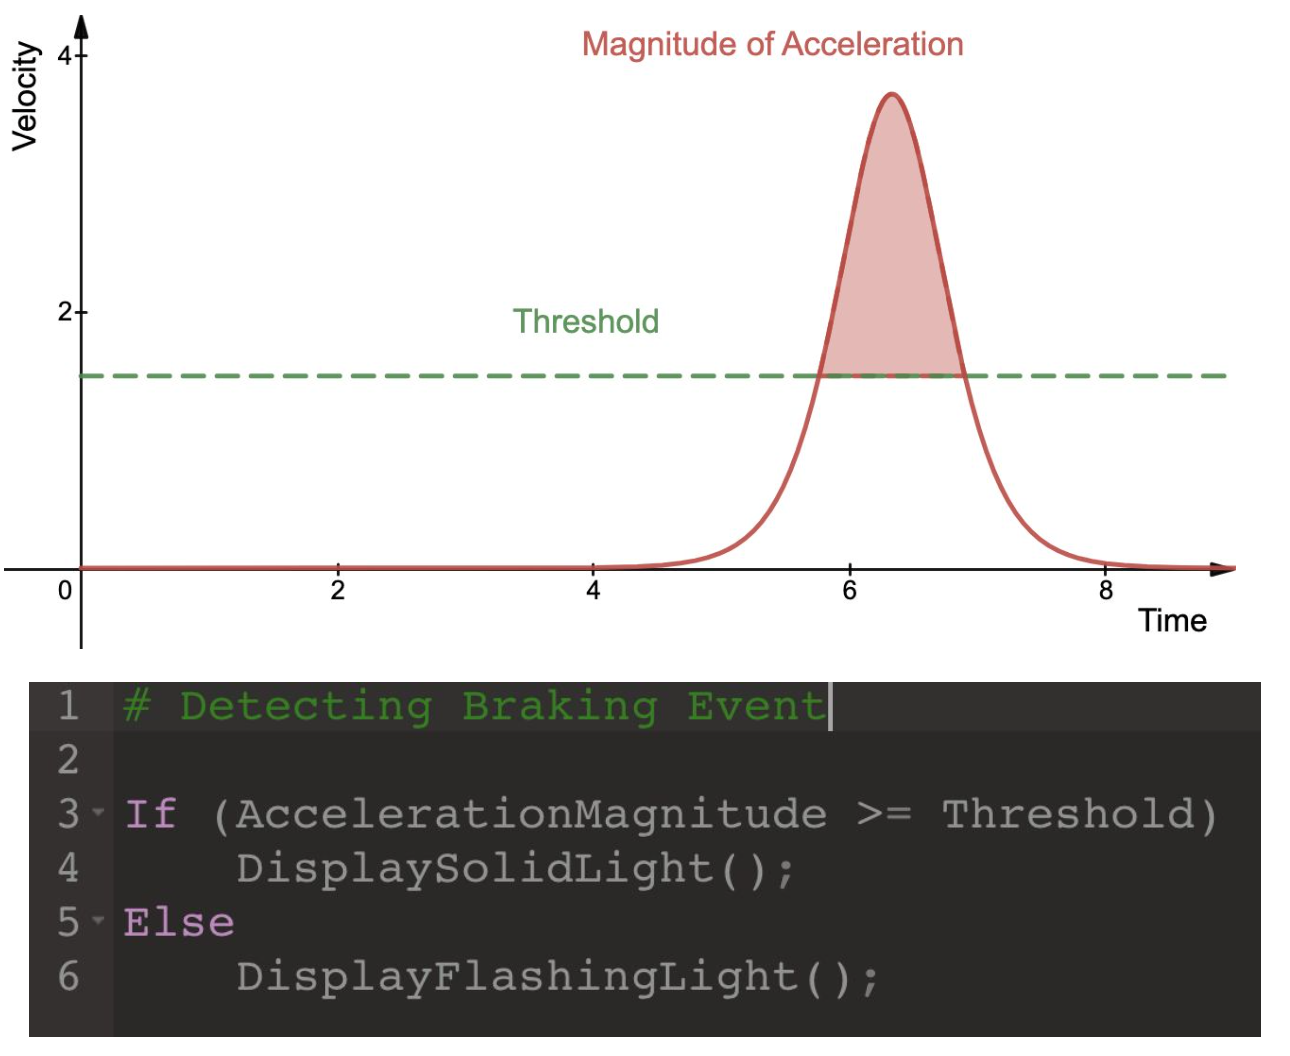 Magnitude of Acceleration
4
Velocity
2
Threshold
0
2
4
6
8
Time
1 # Detecting Braking Event
2
3 If (AccelerationMagnitude >= Threshold)
4 DisplaySolidLight();
5 Else
6 DisplayFlashingLight();